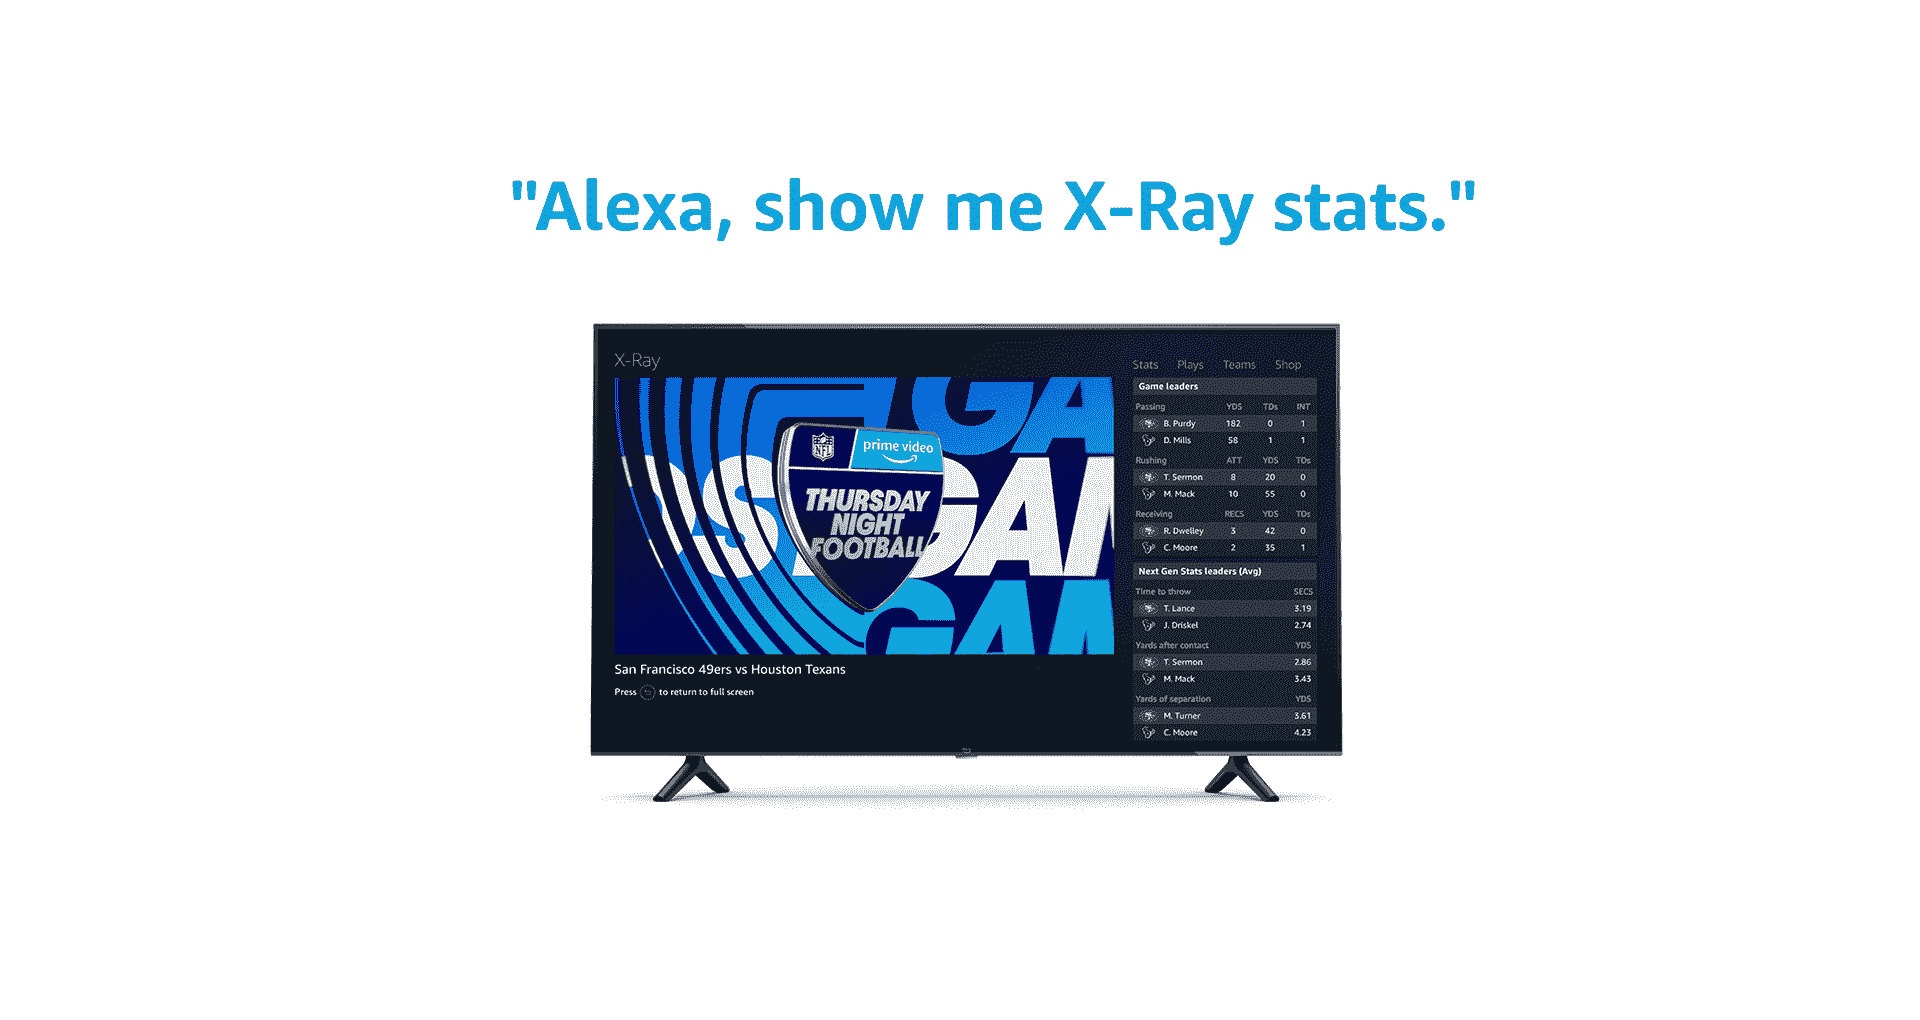 "Alexa, show me X-Ray stats."
X-Ray
GA
OST GAM
GAM
NFL
prime video
THURSDAY
NIGHT
FOOTBALL
San Francisco 49ers vs Houston Texans
Press to return to full screen
Stats Plays Teams Shop
Game leaders
Passing YDS TDs INT
B. Purdy 182 0 1
D. Mills 58 1 1
Rushing ATT YDS TDs
T. Sermon 8 20 0
M. Mack 10 55 0
Receiving RECS YDS TDs
R. Dwelley 3 42 0
C. Moore 2 35 1
Next Gen Stats leaders (Avg)
Time to throw SECS
T. Lance 3.19
J. Driskel 2.74
Yards after contact YDS
T. Sermon 2.86
M. Mack 3.43
Yards of separation YDS
M. Turner 3.61
C. Moore 4.23